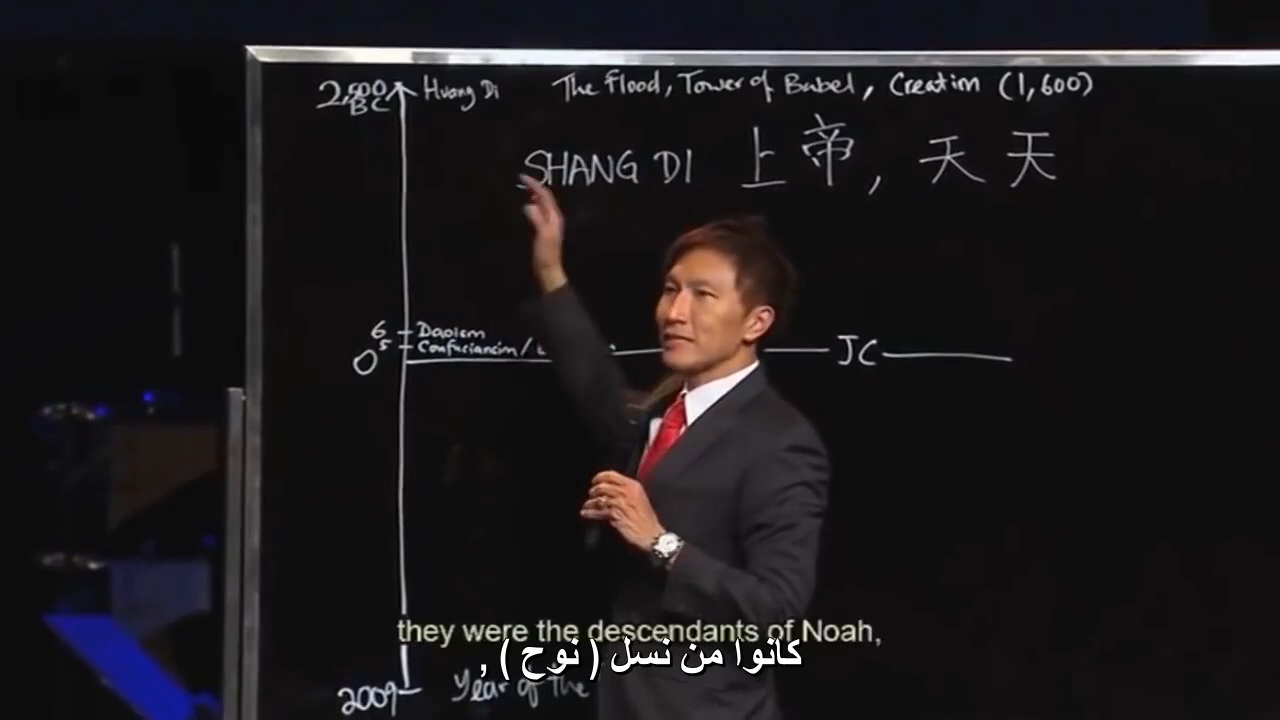 2,500 BC Huang Di The Flood, Tower of Babel, Creation (1,600)
SHANG DI 上帝, 天 天
6 Daoism
5 Confucianism /
0 JC
they were the descendants of Noah,
كانوا من نسل ( نوح ) ,
2009 Year of the